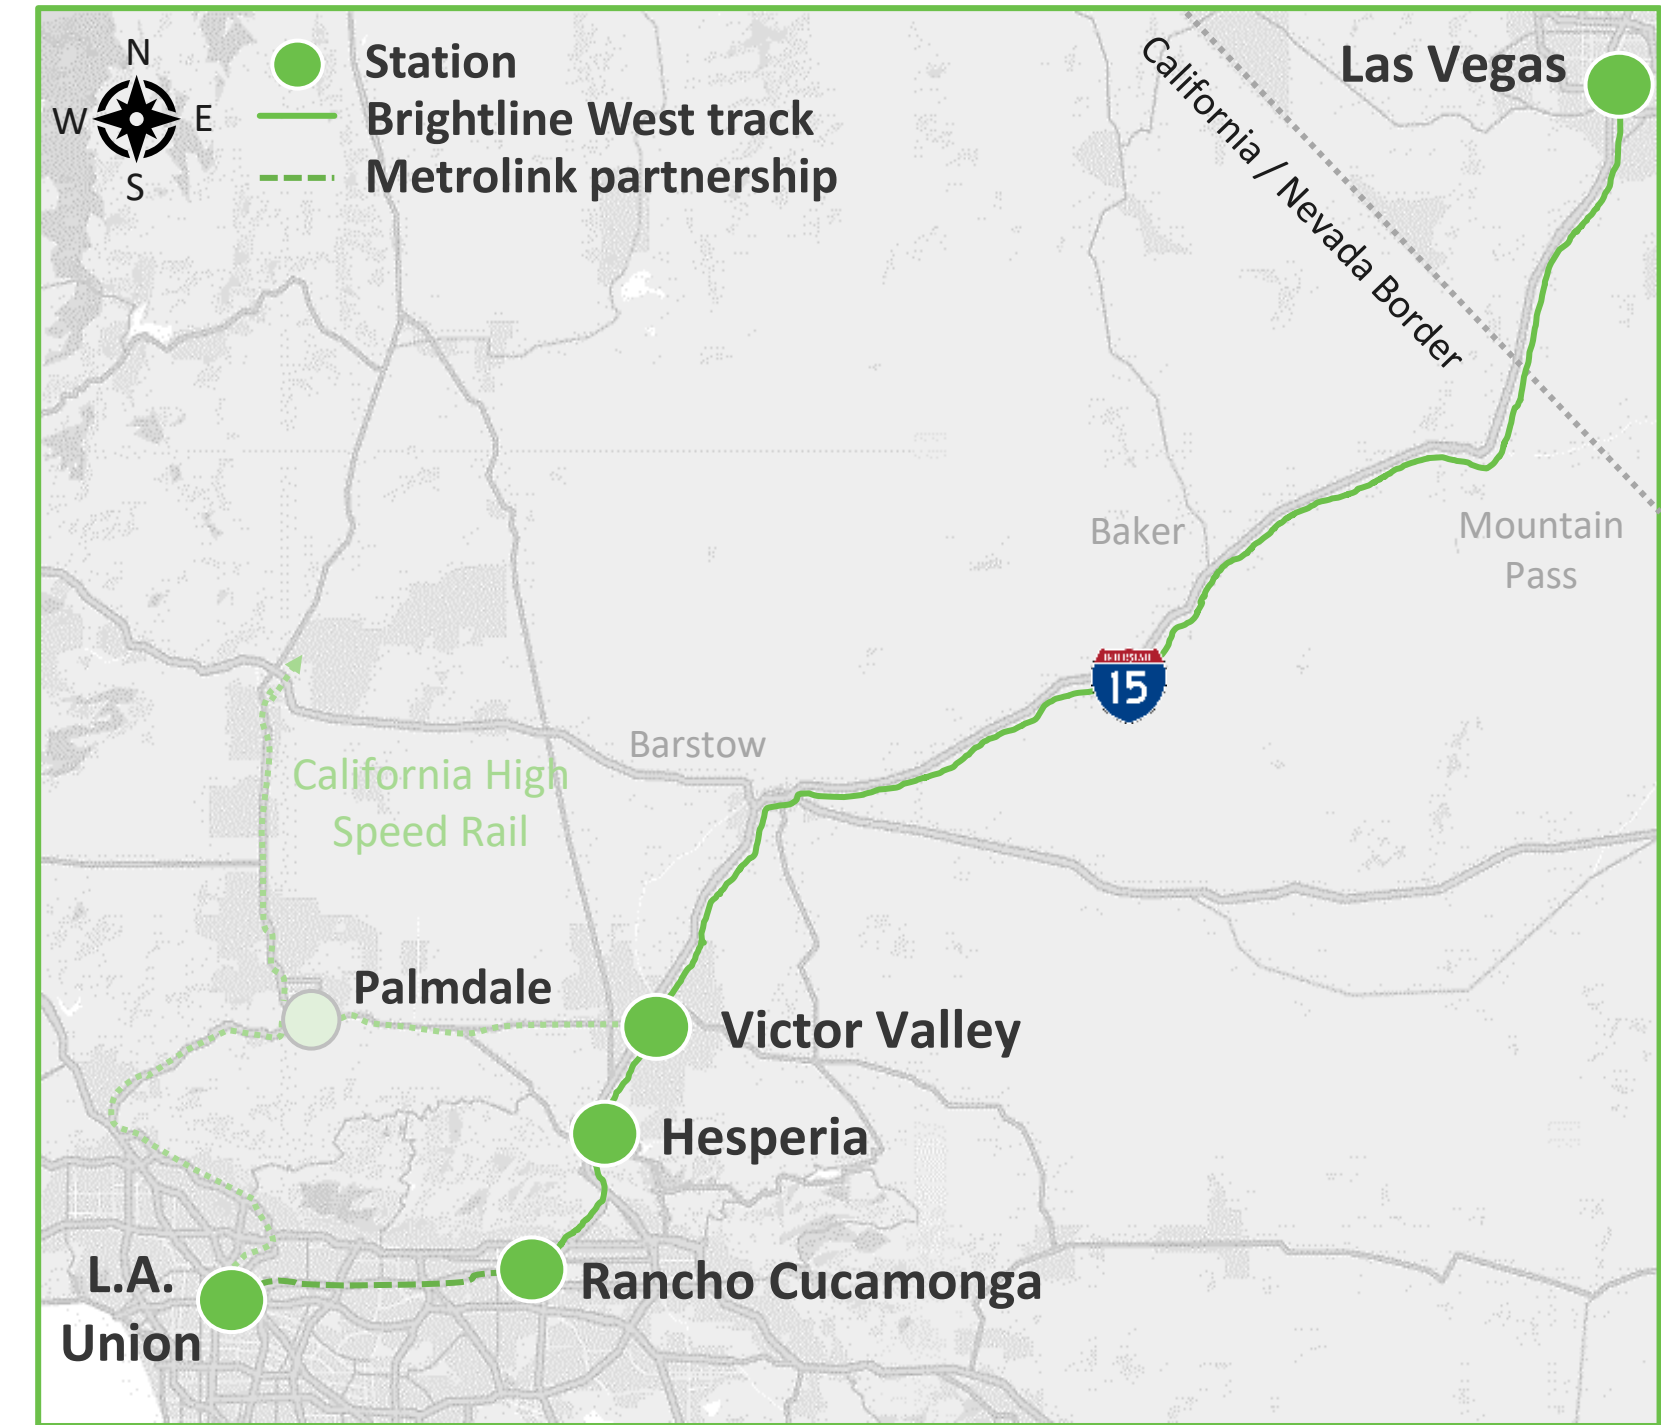 N
W
E
S
Station
Brightline West track
Metrolink partnership
Las Vegas
California / Nevada Border
Baker
Mountain
Pass
15
Barstow
California High
Speed Rail
Palmdale
Victor Valley
Hesperia
L.A.
Union
Rancho Cucamonga